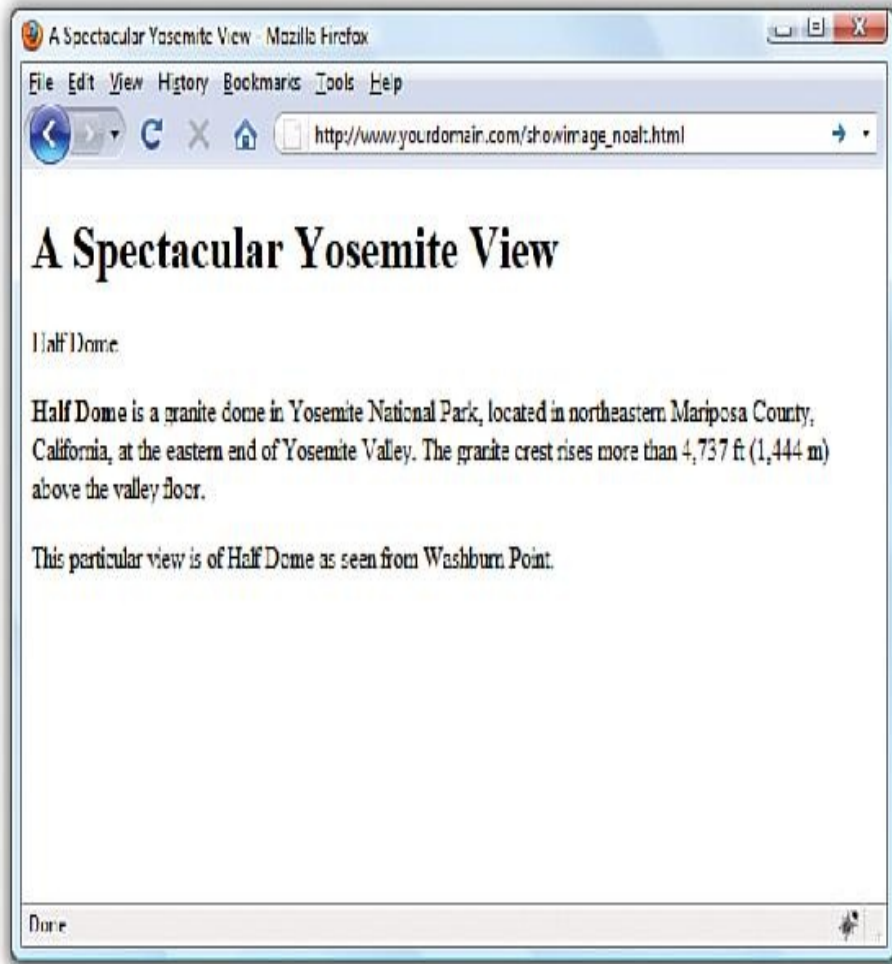 A Spectacular Yosemite View - Mozilla Firefox
File Edit View History Bookmarks Tools Help
http://www.yourdomain.com/showimage_noalt.html
A Spectacular Yosemite View
Half Dome
Half Dome is a granite dome in Yosemite National Park, located in northeastern Mariposa County,
California, at the eastern end of Yosemite Valley. The granite crest rises more than 4,737 ft (1,444 m)
above the valley floor.
This particular view is of Half Dome as seen from Washburn Point.
Done